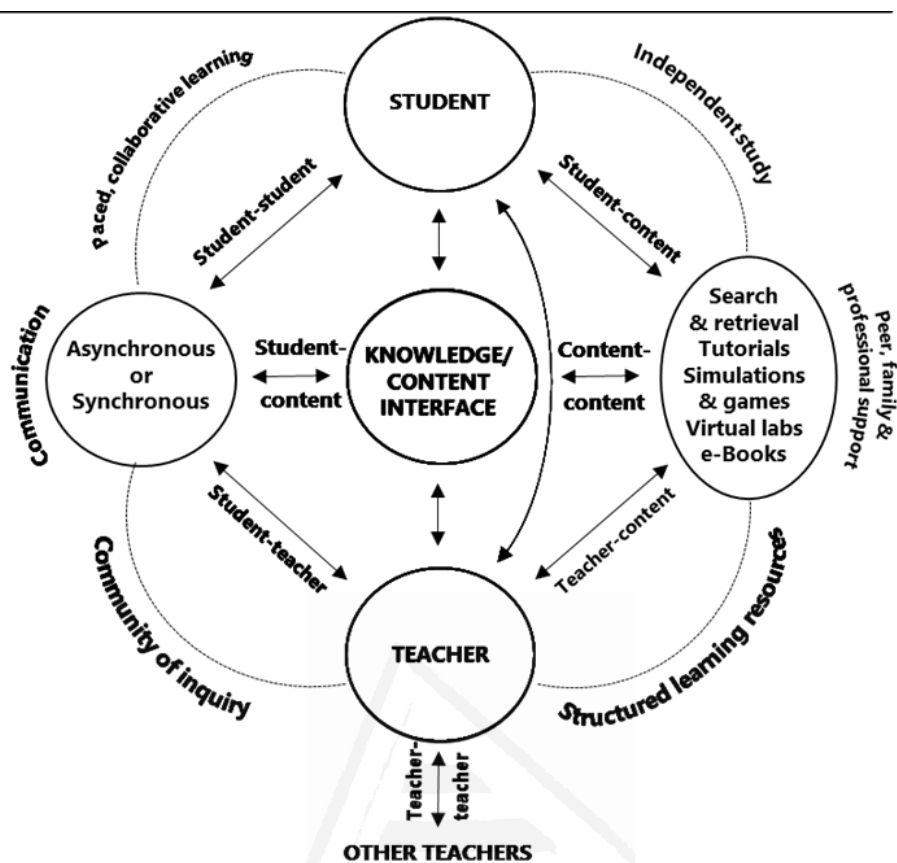 STUDENT
Paced, collaborative learning
Independent study
Student-student
Student-content
Communication
Asynchronous
or
Synchronous
Student-
content
KNOWLEDGE/
CONTENT
INTERFACE
Content-
content
Search
& retrieval
Tutorials
Simulations
& games
Virtual labs
e-Books
Peer, family &
professional support
Student-teacher
Teacher-content
Community of inquiry
TEACHER
Structured learning resources
Teacher-
teacher
OTHER TEACHERS